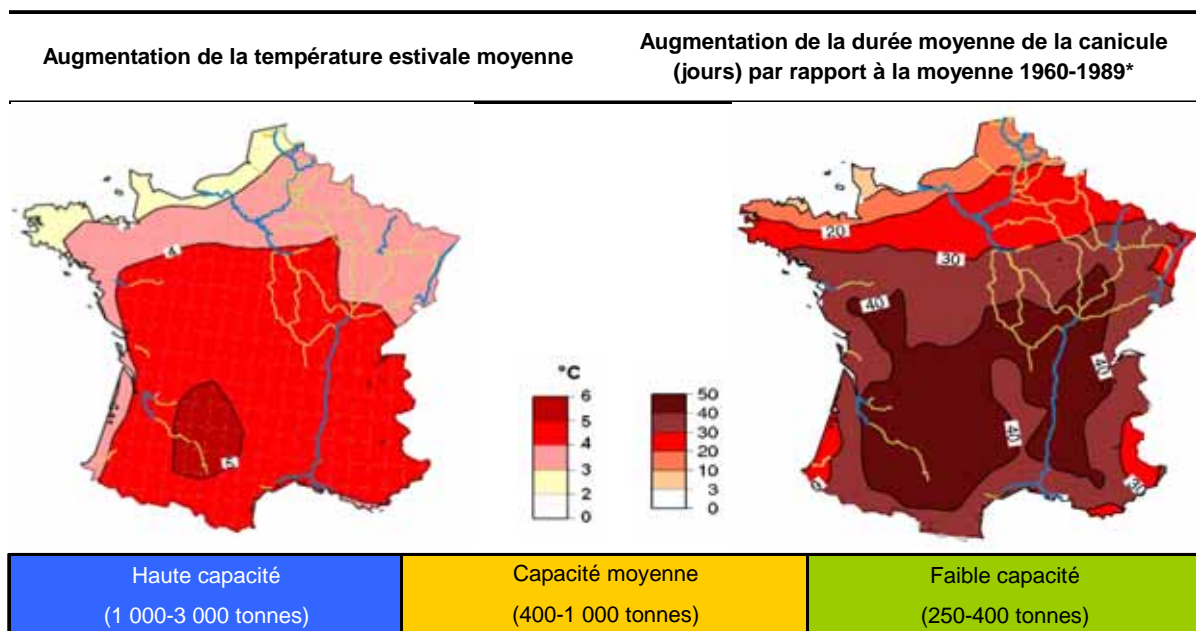 Augmentation de la température estivale moyenne
Augmentation de la durée moyenne de la canicule
(jours) par rapport à la moyenne 1960-1989*
3
4
5
20
30
40
40
40
30
°C
6
5
4
3
2
0
50
40
30
20
10
3
0
Haute capacité
(1 000-3 000 tonnes)
Capacité moyenne
(400-1 000 tonnes)
Faible capacité
(250-400 tonnes)